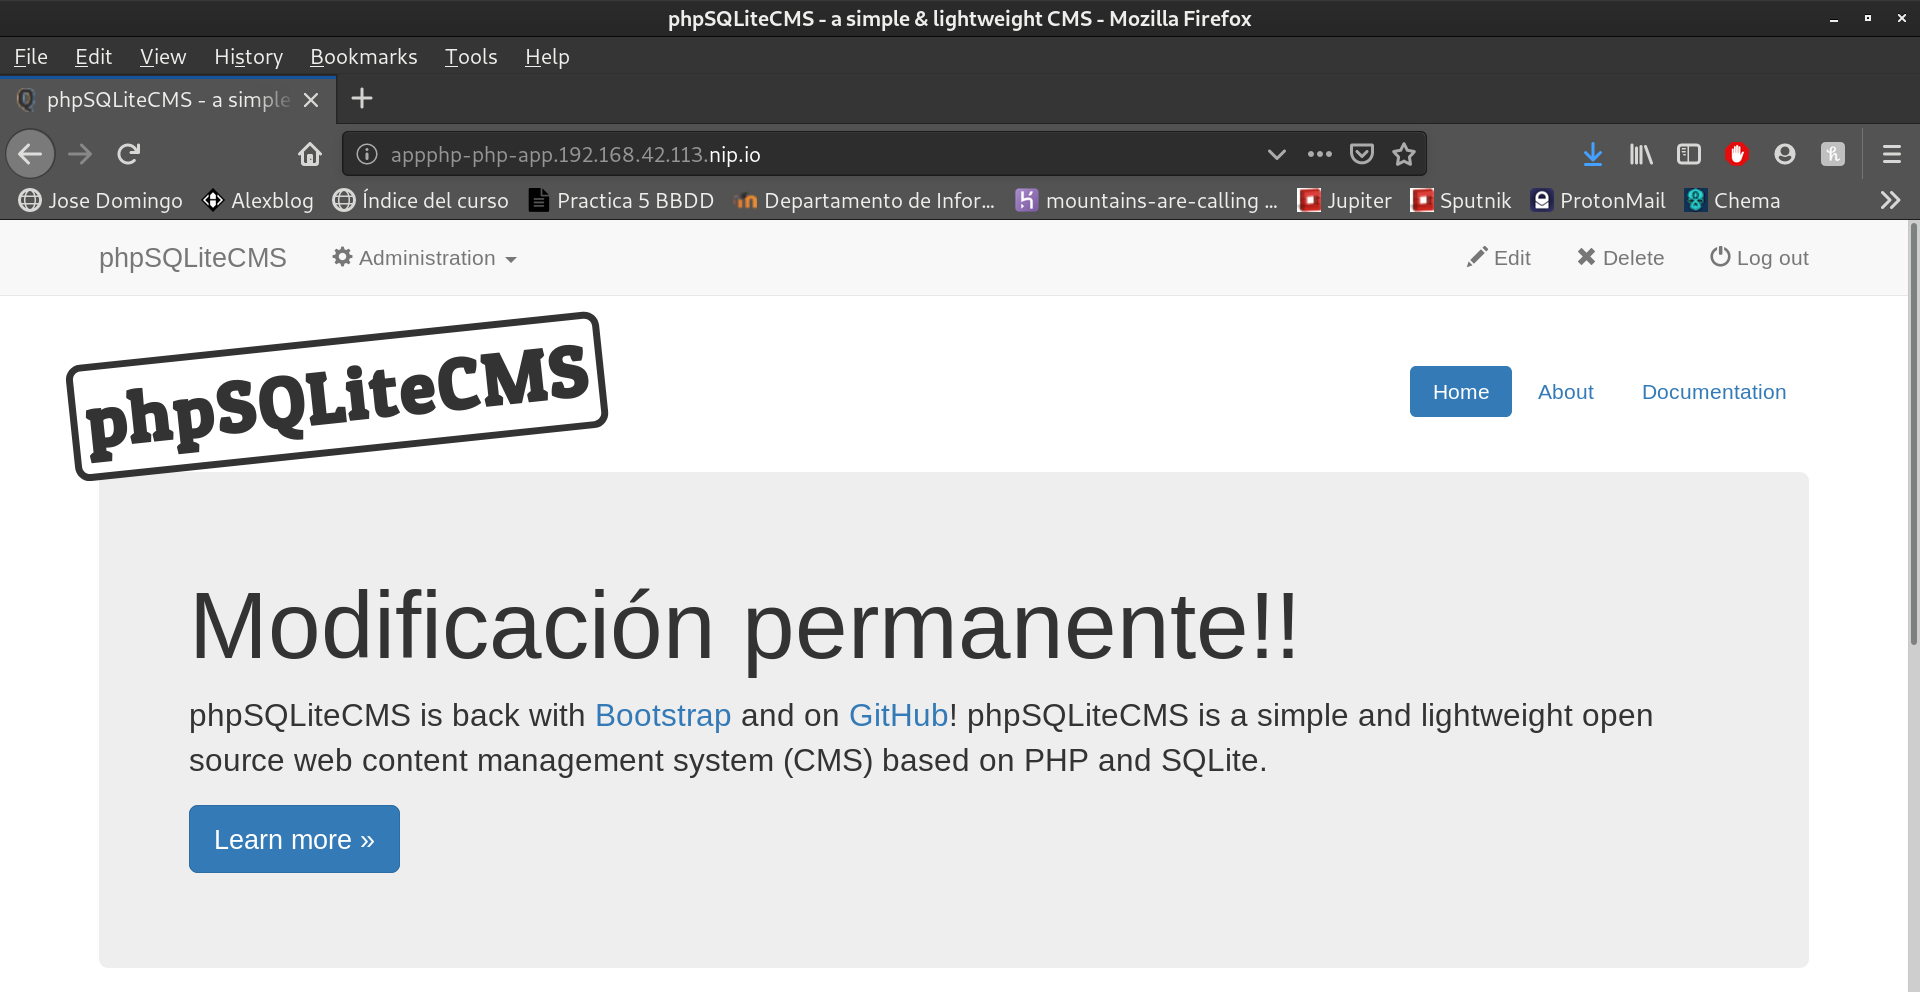 phpSQLiteCMS - a simple & lightweight CMS - Mozilla Firefox
File Edit View History Bookmarks Tools Help
phpSQLiteCMS - a simple
appphp-php-app.192.168.42.113.nip.io
Jose Domingo Alexblog Índice del curso Practica 5 BBDD Departamento de Infor... mountains-are-calling ... Jupiter Sputnik ProtonMail Chema
phpSQLiteCMS Administration Edit Delete Log out
phpSQLiteCMS
Home About Documentation
Modificación permanente!!
phpSQLiteCMS is back with Bootstrap and on GitHub! phpSQLiteCMS is a simple and lightweight open
source web content management system (CMS) based on PHP and SQLite.
Learn more »